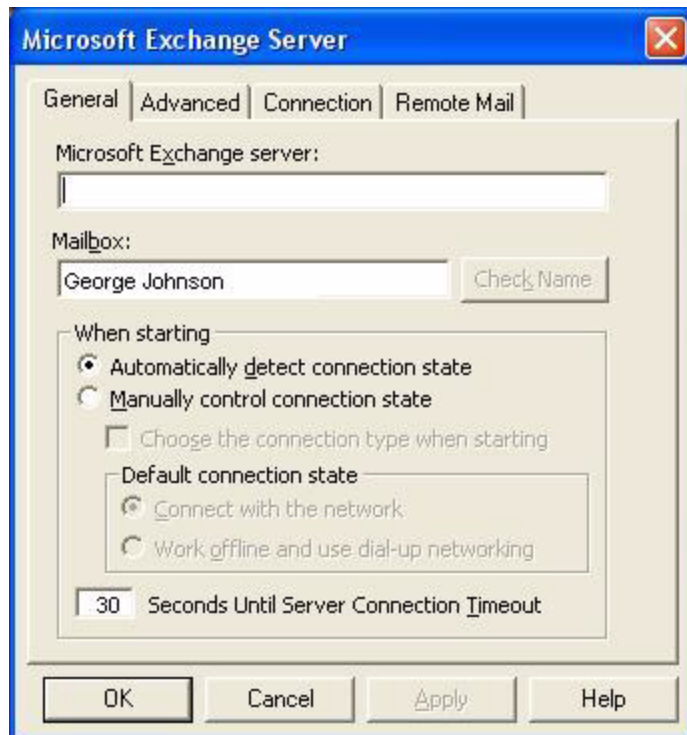 Microsoft Exchange Server
General Advanced Connection Remote Mail
Microsoft Exchange server:
Mailbox:
George Johnson Check Name
When starting
Automatically detect connection state
Manually control connection state
Choose the connection type when starting
Default connection state
Connect with the network
Work offline and use dial-up networking
30 Seconds Until Server Connection Timeout
OK Cancel Apply Help